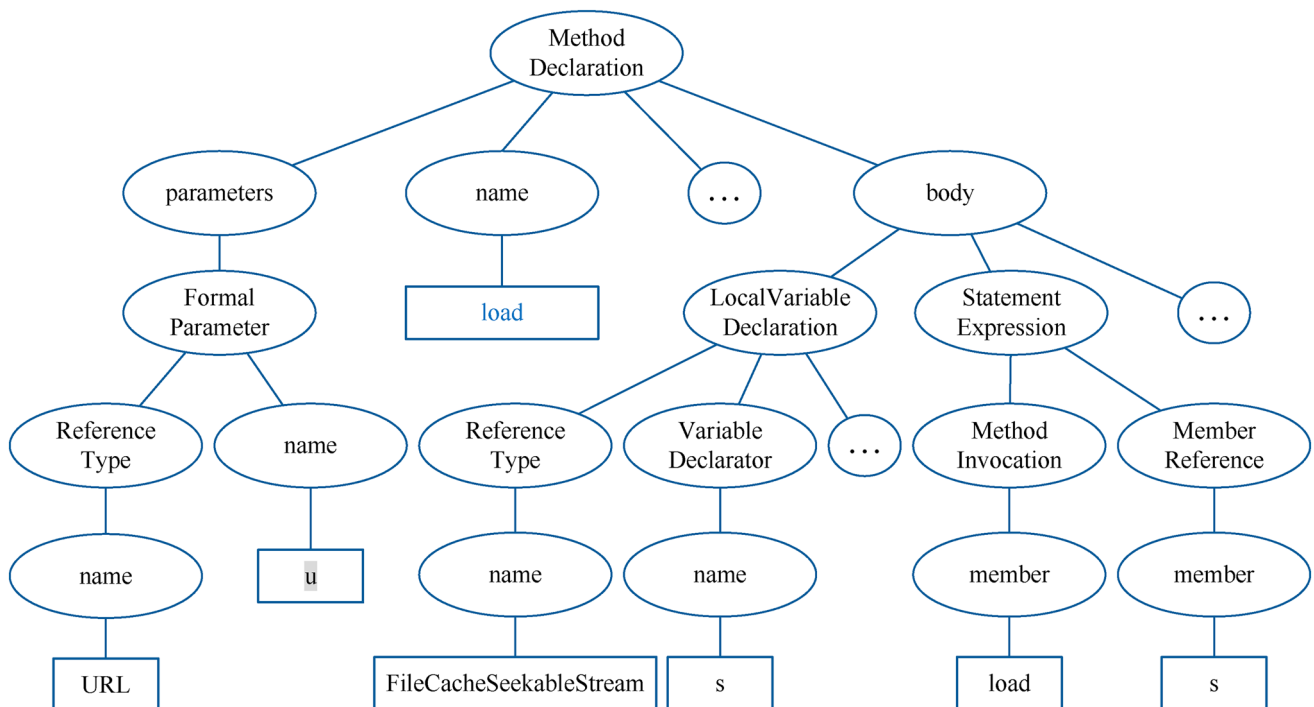 Method
Declaration
parameters
name
...
body
Formal
Parameter
load
LocalVariable
Declaration
Statement
Expression
...
Reference
Type
name
Reference
Type
Variable
Declarator
...
Method
Invocation
Member
Reference
name
u
name
name
member
member
URL
FileCacheSeekableStream
s
load
s